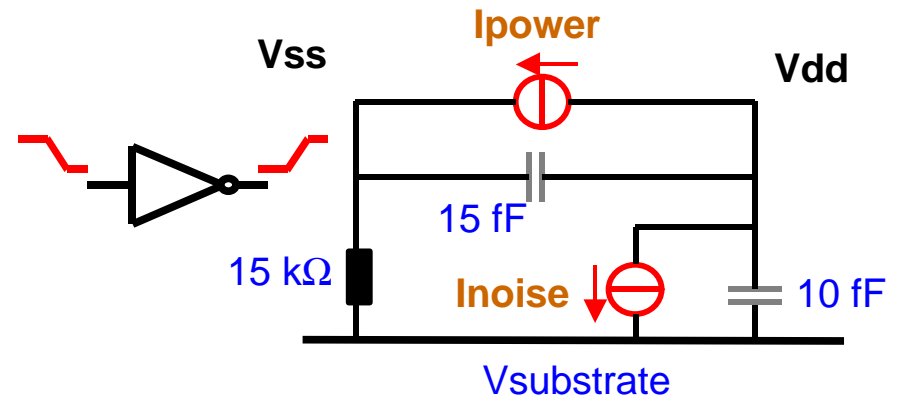 Ipower
Vss
Vdd
15 fF
15 kΩ
Inoise
10 fF
Vsubstrate